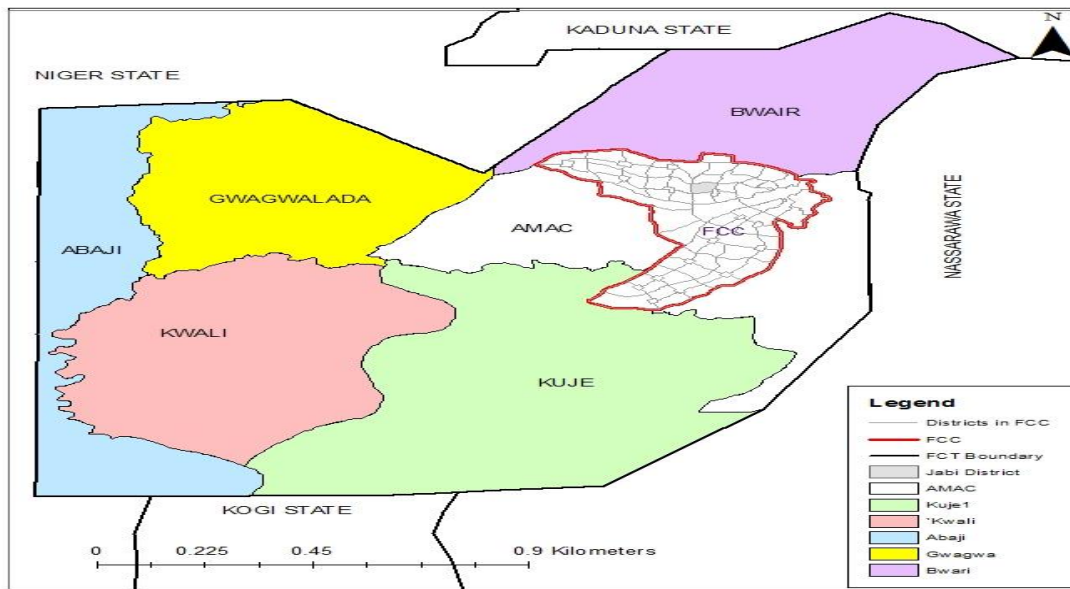 KADUNA STATE
N
NIGER STATE
BWAIR
GWAGWALADA
NASSARAWA STATE
AMAC
FCC
ABAJI
KWALI
KUJE
Legend
Districts in FCC
FCC
FCT Boundary
Jabi District
AMAC
Kuje1
`Kwali
Abaji
Gwagwa
Bwari
KOGI STATE
0 0.225 0.45 0.9 Kilometers